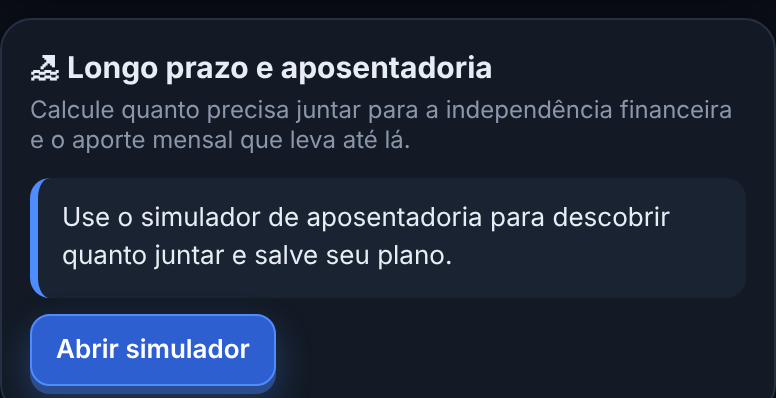 Longo prazo e aposentadoria
Calcule quanto precisa juntar para a independência financeira
e o aporte mensal que leva até lá.
Use o simulador de aposentadoria para descobrir
quanto juntar e salve seu plano.
Abrir simulador